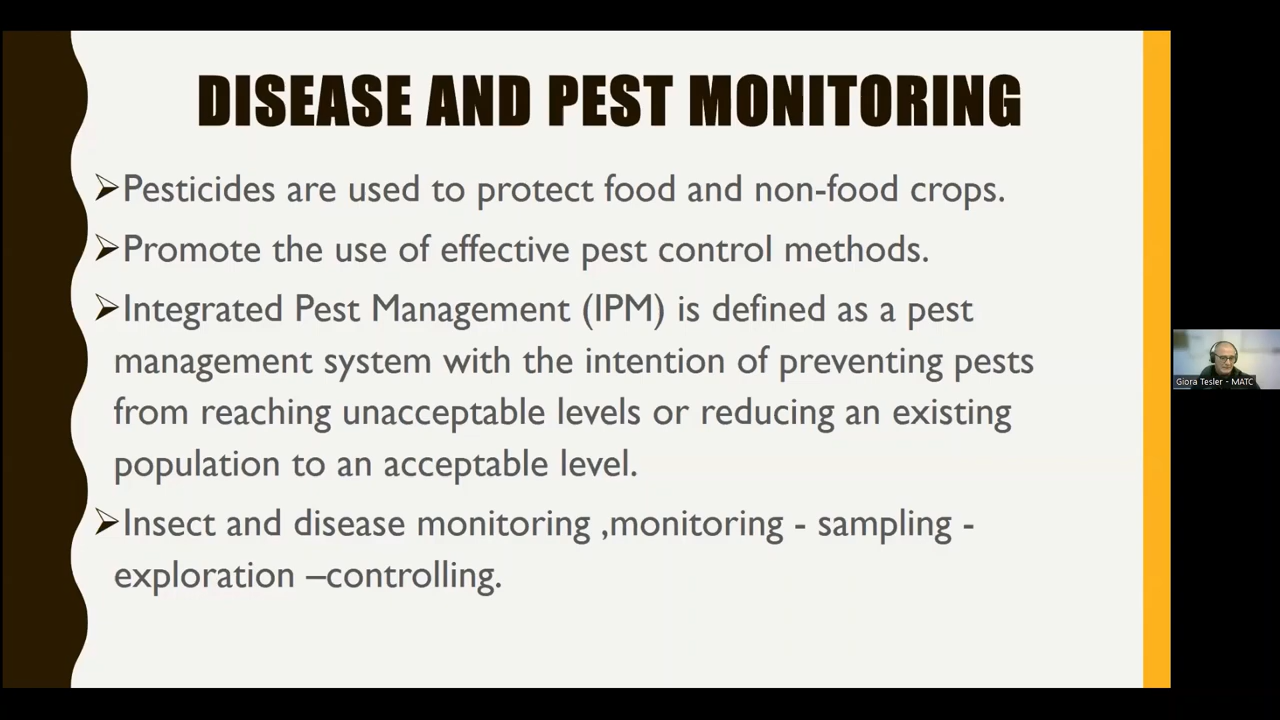 DISEASE AND PEST MONITORING
➢Pesticides are used to protect food and non-food crops.
➢Promote the use of effective pest control methods.
➢Integrated Pest Management (IPM) is defined as a pest
management system with the intention of preventing pests
from reaching unacceptable levels or reducing an existing
population to an acceptable level.
➢Insect and disease monitoring ,monitoring - sampling -
exploration –controlling.
Giora Tesler - MATC